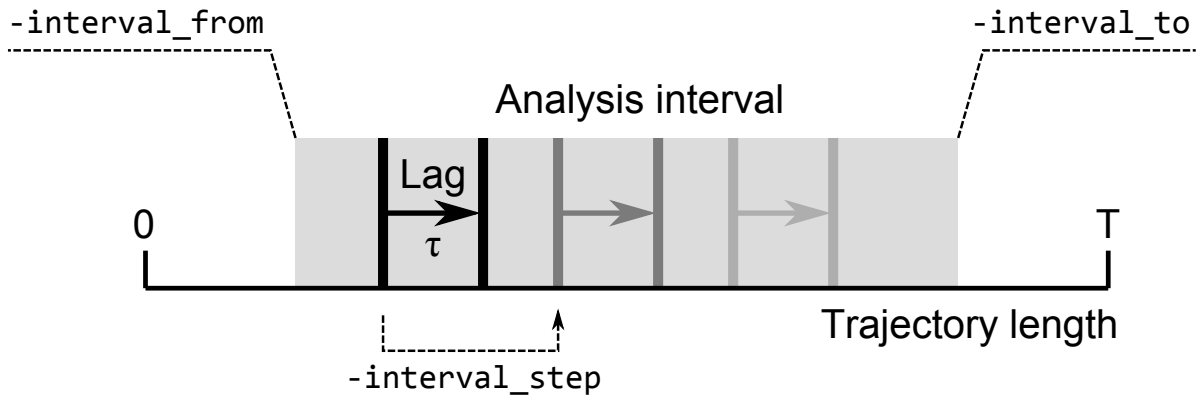 -interval_from
-interval_to
Analysis interval
Lag
τ
0
T
Trajectory length
-interval_step